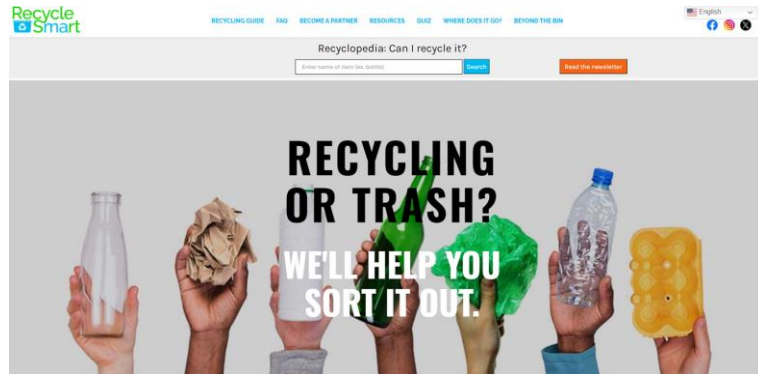 Recycle
Smart
RECYCLING GUIDE FAQ BECOME A PARTNER RESOURCES QUIZ WHERE DOES IT GO? BEYOND THE BIN
English
Recyclopedia: Can I recycle it?
Enter name of item (ex. bottle)
Search
Read the newsletter
RECYCLING
OR TRASH?
WE'LL HELP YOU
SORT IT OUT.